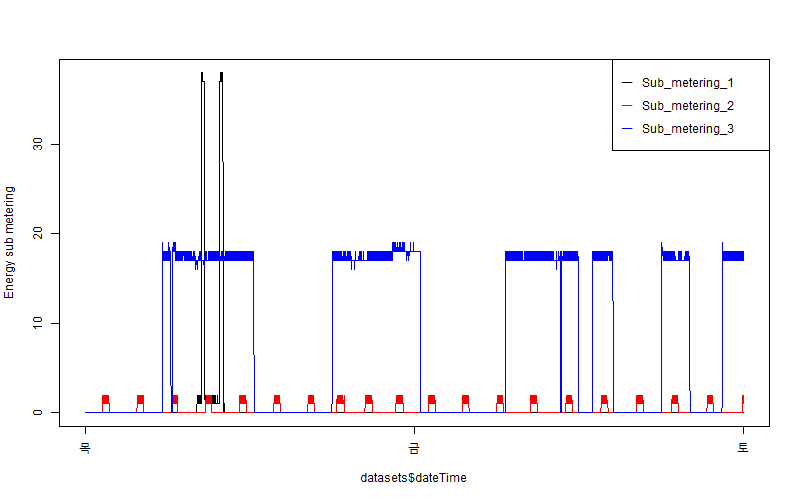 Sub_metering_1
Sub_metering_2
Sub_metering_3
Energy sub metering
30
20
10
0
목 금 토
datasets$dateTime